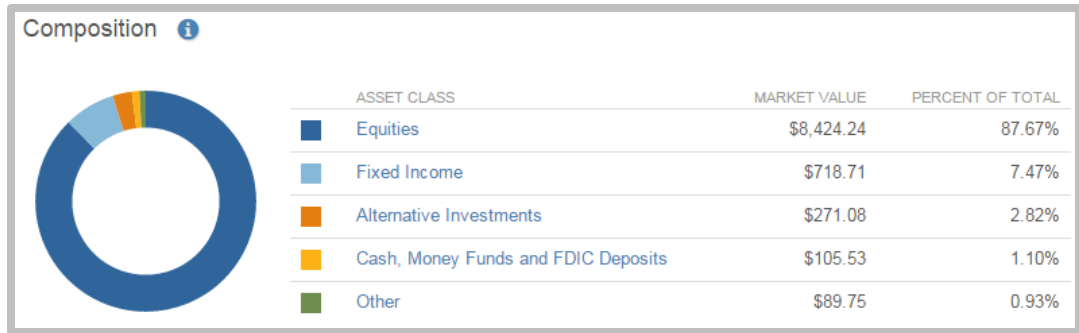 Composition
ASSET CLASS MARKET VALUE PERCENT OF TOTAL
Equities $8,424.24 87.67%
Fixed Income $718.71 7.47%
Alternative Investments $271.08 2.82%
Cash, Money Funds and FDIC Deposits $105.53 1.10%
Other $89.75 0.93%